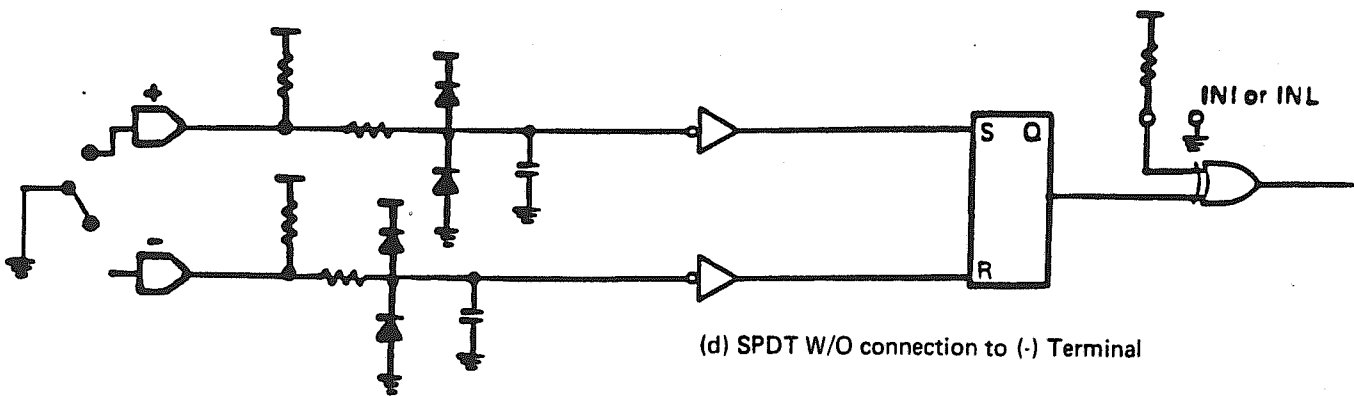 +
INI or INL
S Q
-
R
(d) SPDT W/O connection to (-) Terminal